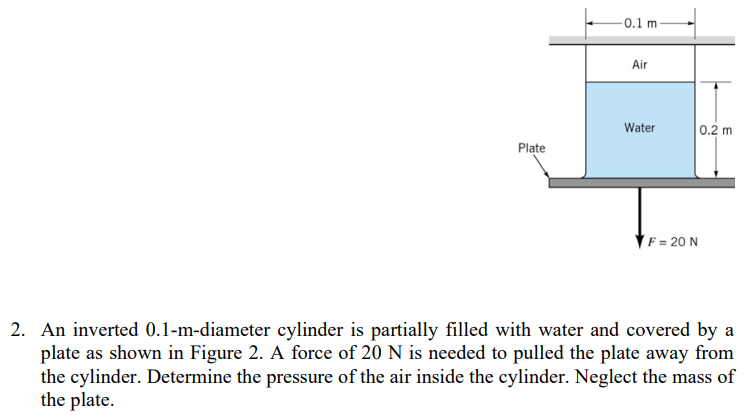 0.1 m
Air
Water
0.2 m
Plate
F = 20 N
2. An inverted 0.1-m-diameter cylinder is partially filled with water and covered by a
plate as shown in Figure 2. A force of 20 N is needed to pulled the plate away from
the cylinder. Determine the pressure of the air inside the cylinder. Neglect the mass of
the plate.